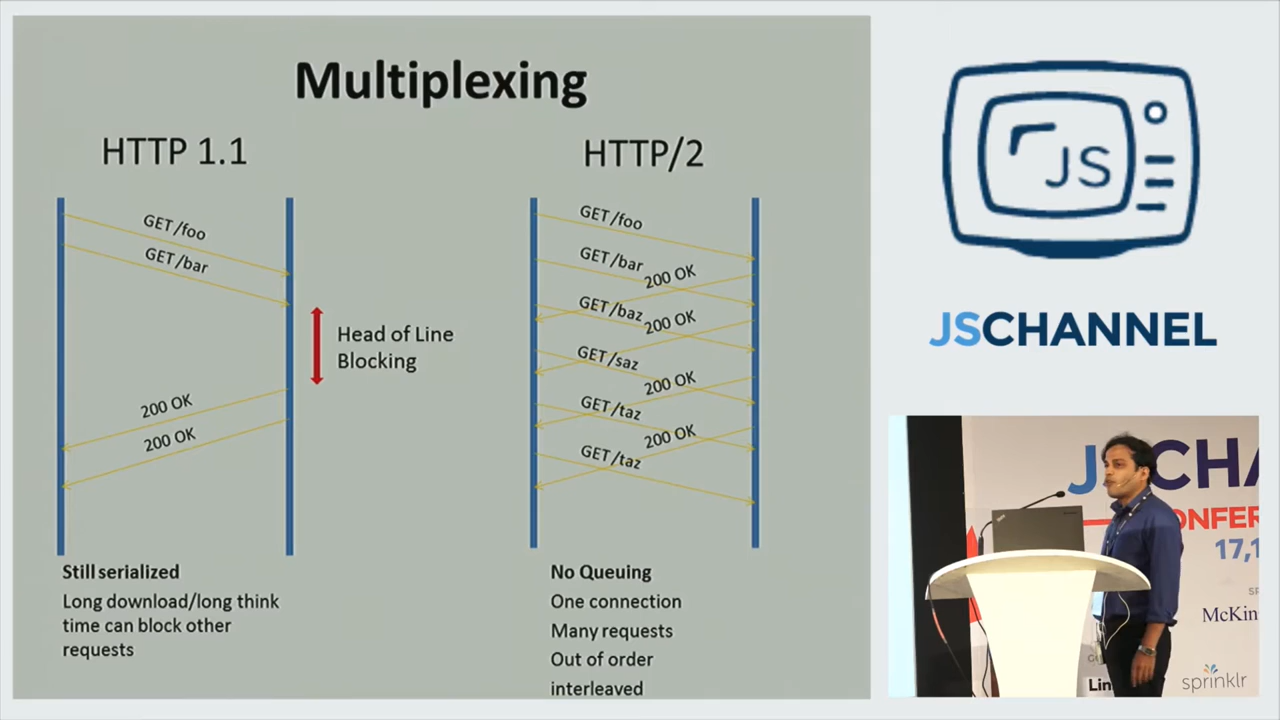 Multiplexing
HTTP 1.1
GET/foo
GET/bar
Head of Line
Blocking
200 OK
200 OK
Still serialized
Long download/long think
time can block other
requests
HTTP/2
GET/foo
GET/bar
200 OK
GET/baz
200 OK
GET/saz
200 OK
GET/taz
200 OK
GET/taz
No Queuing
One connection
Many requests
Out of order
interleaved
JS
JSCHANNEL
JSCHA
ONFER
17,1
McKin
Lin
sprinklr